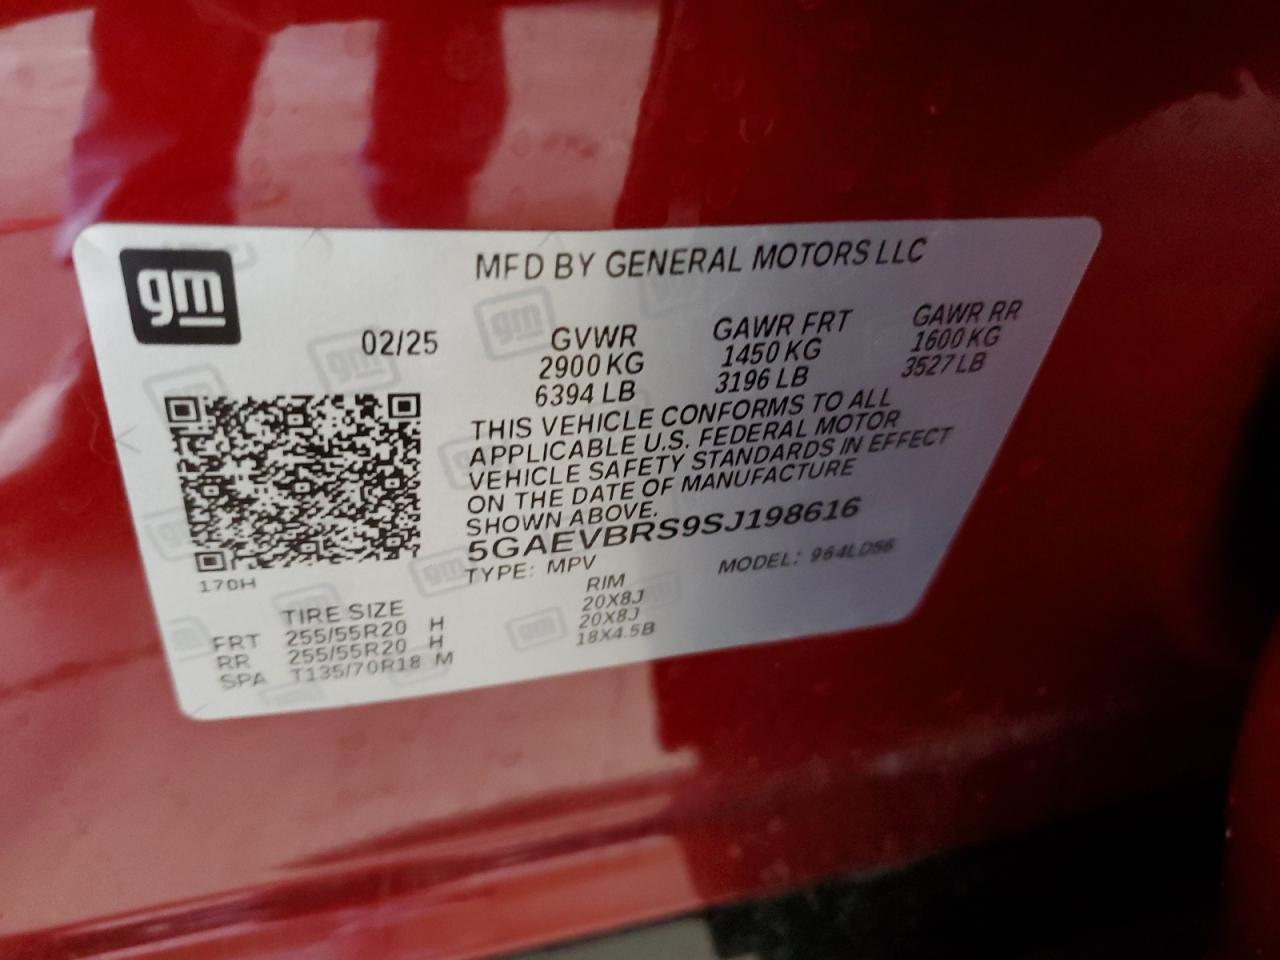 gm
MFD BY GENERAL MOTORS LLC
02/25
GVWR GAWR FRT GAWR RR
2900 KG 1450 KG 1600 KG
6394 LB 3196 LB 3527 LB
THIS VEHICLE CONFORMS TO ALL
APPLICABLE U.S. FEDERAL MOTOR
VEHICLE SAFETY STANDARDS IN EFFECT
ON THE DATE OF MANUFACTURE
SHOWN ABOVE.
5GAEVBRS9SJ198616
TYPE: MPV MODEL: 964LD56
170H
TIRE SIZE RIM
FRT 255/55R20 H 20X8J
RR 255/55R20 H 20X8J
SPA T135/70R18 M 18X4.5B